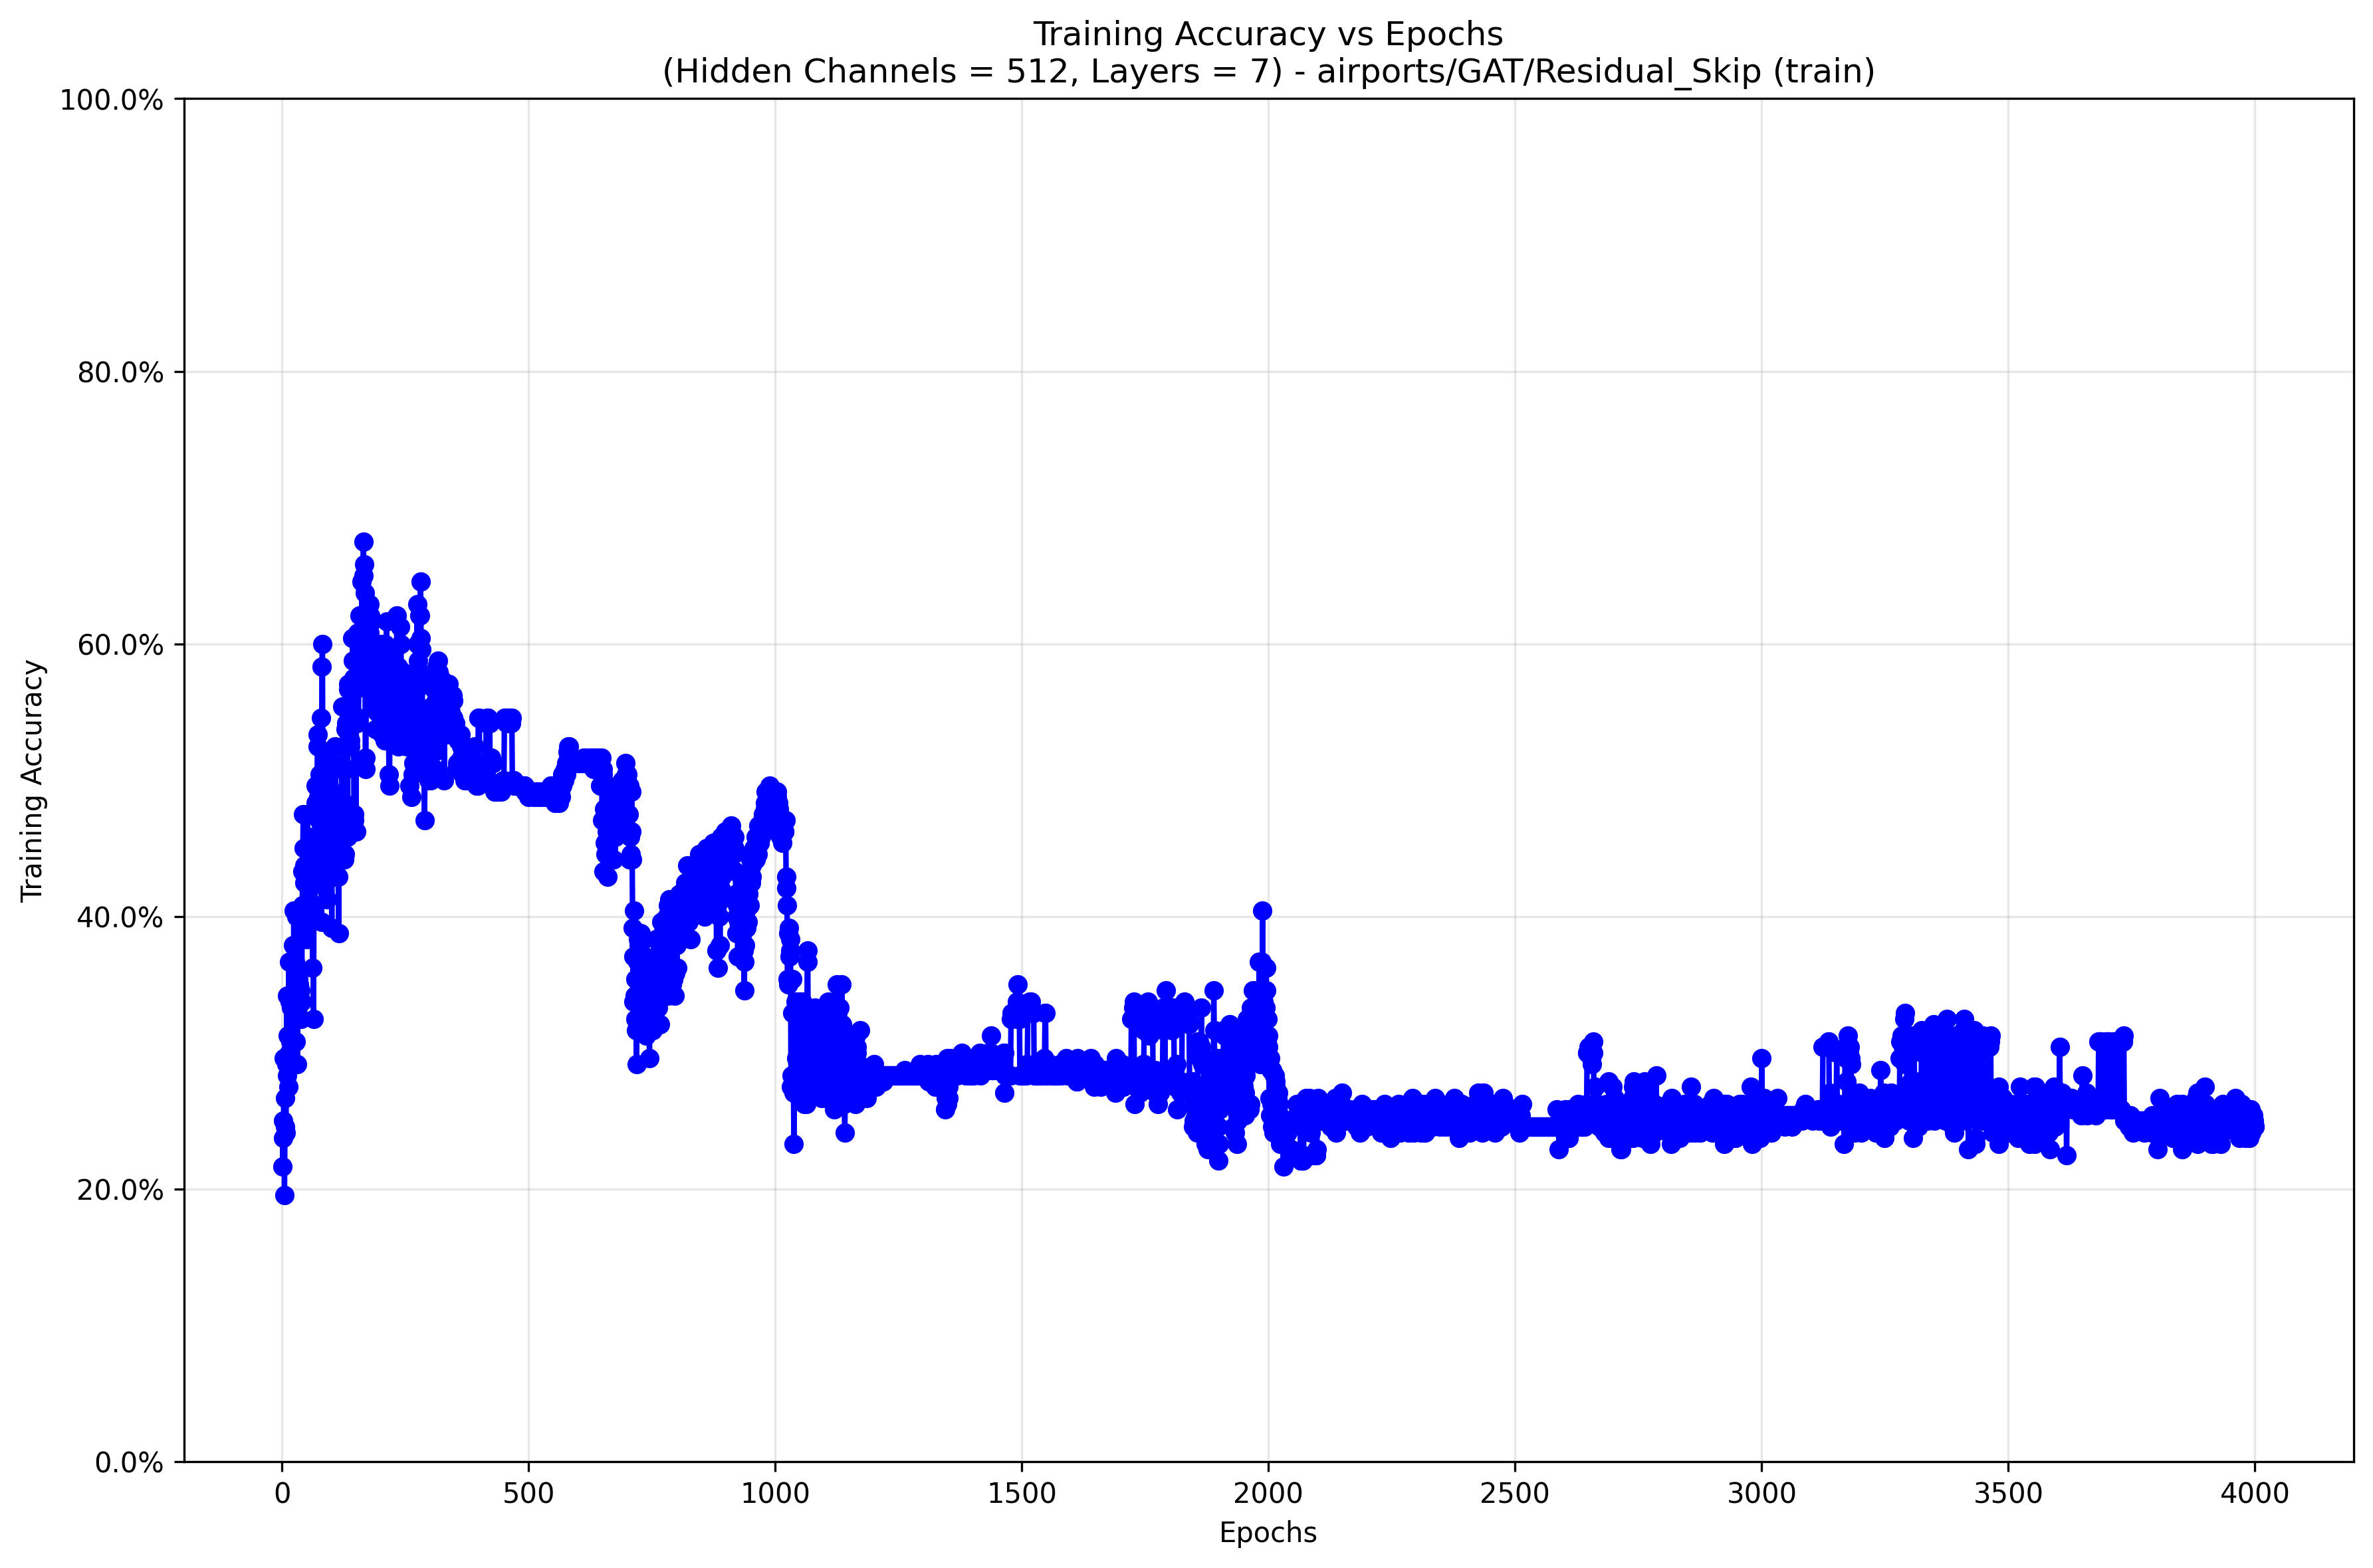 Training Accuracy vs Epochs
(Hidden Channels = 512, Layers = 7) - airports/GAT/Residual_Skip (train)
100.0%
80.0%
60.0%
40.0%
20.0%
0.0%
Training Accuracy
0 500 1000 1500 2000 2500 3000 3500 4000
Epochs